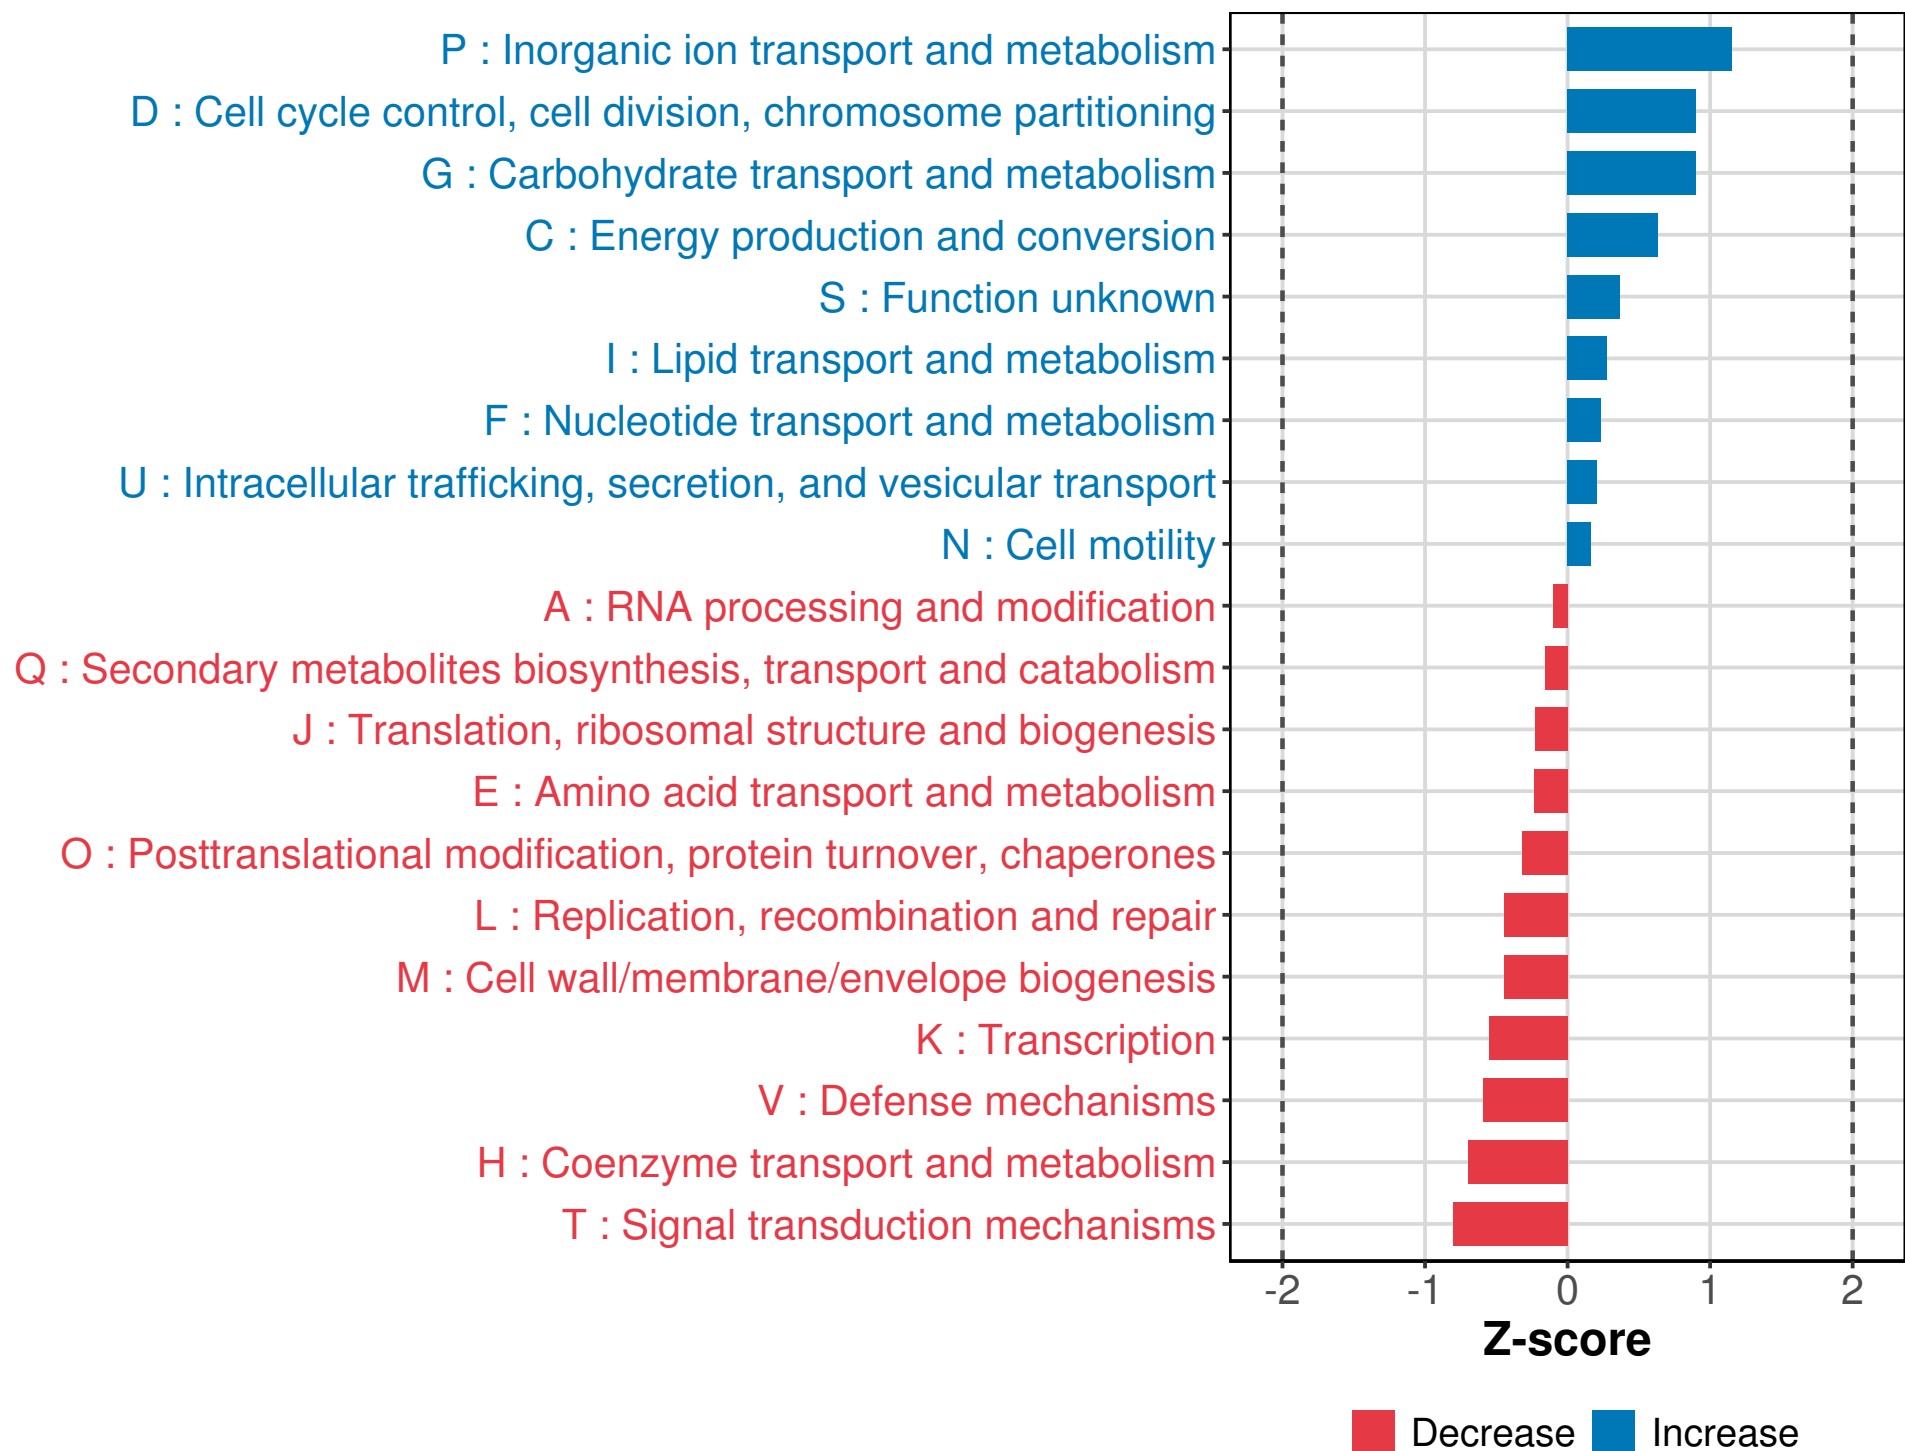 P : Inorganic ion transport and metabolism
D : Cell cycle control, cell division, chromosome partitioning
G : Carbohydrate transport and metabolism
C : Energy production and conversion
S : Function unknown
I : Lipid transport and metabolism
F : Nucleotide transport and metabolism
U : Intracellular trafficking, secretion, and vesicular transport
N : Cell motility
A : RNA processing and modification
Q : Secondary metabolites biosynthesis, transport and catabolism
J : Translation, ribosomal structure and biogenesis
E : Amino acid transport and metabolism
O : Posttranslational modification, protein turnover, chaperones
L : Replication, recombination and repair
M : Cell wall/membrane/envelope biogenesis
K : Transcription
V : Defense mechanisms
H : Coenzyme transport and metabolism
T : Signal transduction mechanisms
-2 -1 0 1 2
Z-score
Decrease Increase